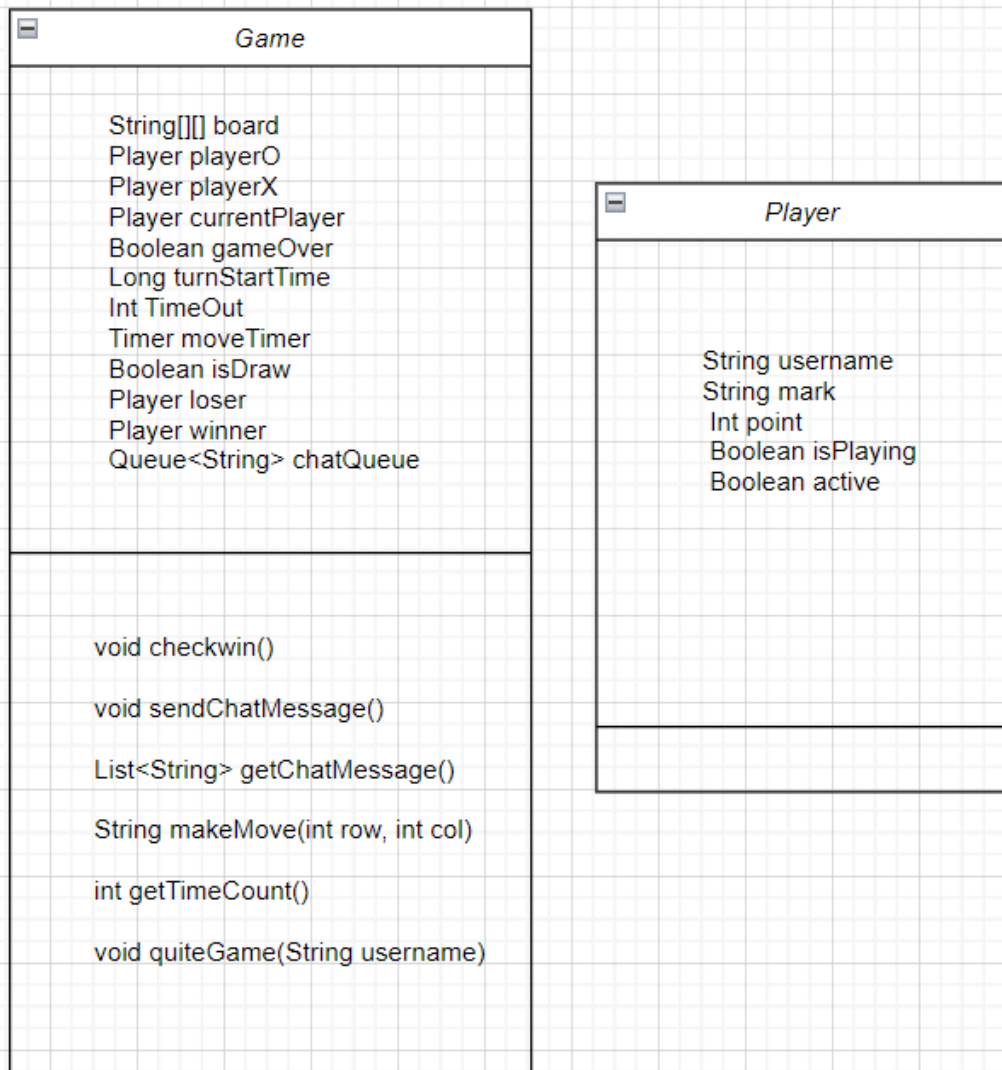 Game
String[][] board
Player playerO
Player playerX
Player currentPlayer
Boolean gameOver
Long turnStartTime
Int TimeOut
Timer moveTimer
Boolean isDraw
Player loser
Player winner
Queue<String> chatQueue
void checkwin()
void sendChatMessage()
List<String> getChatMessage()
String makeMove(int row, int col)
int getTimeCount()
void quiteGame(String username)
Player
String username
String mark
Int point
Boolean isPlaying
Boolean active